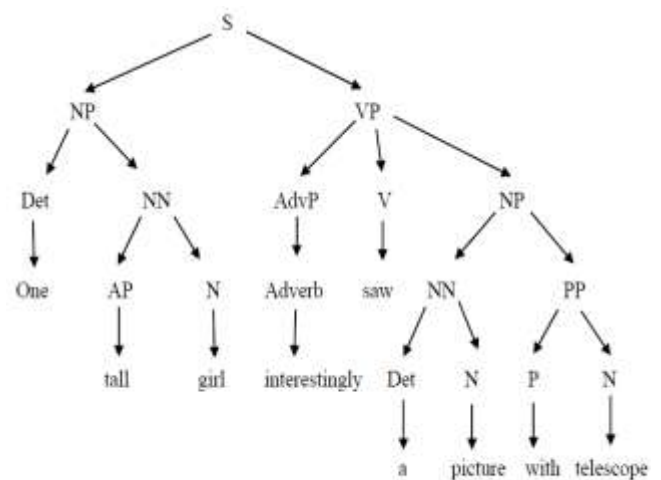 S
NP VP
Det NN AdvP V NP
One AP N Adverb saw NN PP
tall girl interestingly Det N P N
a picture with telescope